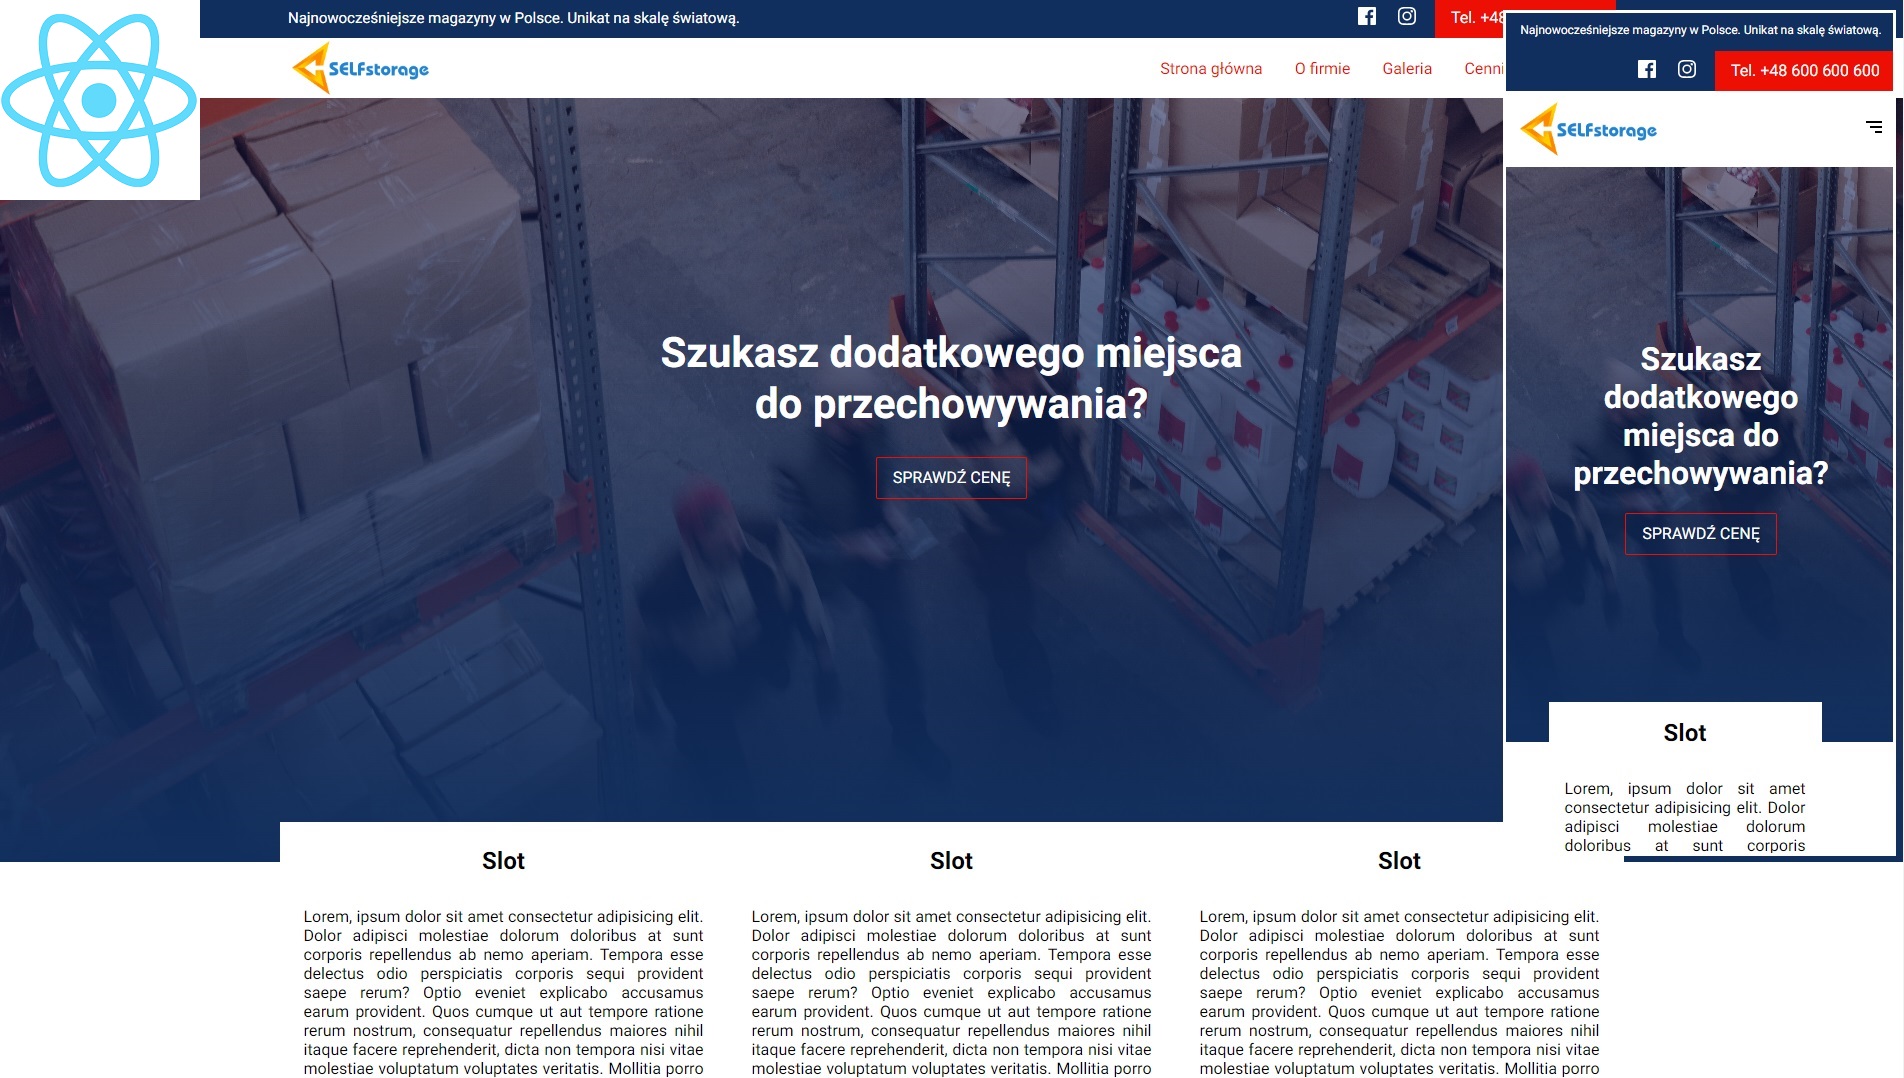 Najnowocześniejsze magazyny w Polsce. Unikat na skalę światową.
Tel. +48
SELFstorage
Strona główna
O firmie
Galeria
Szukasz dodatkowego miejsca
do przechowywania?
SPRAWDŹ CENĘ
Slot
Lorem, ipsum dolor sit amet consectetur adipisicing elit.
Dolor adipisci molestiae dolorum doloribus at sunt
corporis repellendus ab nemo aperiam. Tempora esse
delectus odio perspiciatis corporis sequi provident
saepe rerum? Optio eveniet explicabo accusamus
earum provident. Quos cumque ut aut tempore ratione
rerum nostrum, consequatur repellendus maiores nihil
itaque facere reprehenderit, dicta non tempora nisi vitae
molestiae voluptatum voluptates veritatis. Mollitia porro
Slot
Lorem, ipsum dolor sit amet consectetur adipisicing elit.
Dolor adipisci molestiae dolorum doloribus at sunt
corporis repellendus ab nemo aperiam. Tempora esse
delectus odio perspiciatis corporis sequi provident
saepe rerum? Optio eveniet explicabo accusamus
earum provident. Quos cumque ut aut tempore ratione
rerum nostrum, consequatur repellendus maiores nihil
itaque facere reprehenderit, dicta non tempora nisi vitae
molestiae voluptatum voluptates veritatis. Mollitia porro
Slot
Lorem, ipsum dolor sit amet consectetur adipisicing elit.
Dolor adipisci molestiae dolorum doloribus at sunt
corporis repellendus ab nemo aperiam. Tempora esse
delectus odio perspiciatis corporis sequi provident
saepe rerum? Optio eveniet explicabo accusamus
earum provident. Quos cumque ut aut tempore ratione
rerum nostrum, consequatur repellendus maiores nihil
itaque facere reprehenderit, dicta non tempora nisi vitae
molestiae voluptatum voluptates veritatis. Mollitia porro
Najnowocześniejsze magazyny w Polsce. Unikat na skalę światową.
Tel. +48 600 600 600
SELFstorage
Szukasz
dodatkowego
miejsca do
przechowywania?
SPRAWDŹ CENĘ
Slot
Lorem, ipsum dolor sit amet
consectetur adipisicing elit. Dolor
adipisci molestiae dolorum
doloribus at sunt corporis